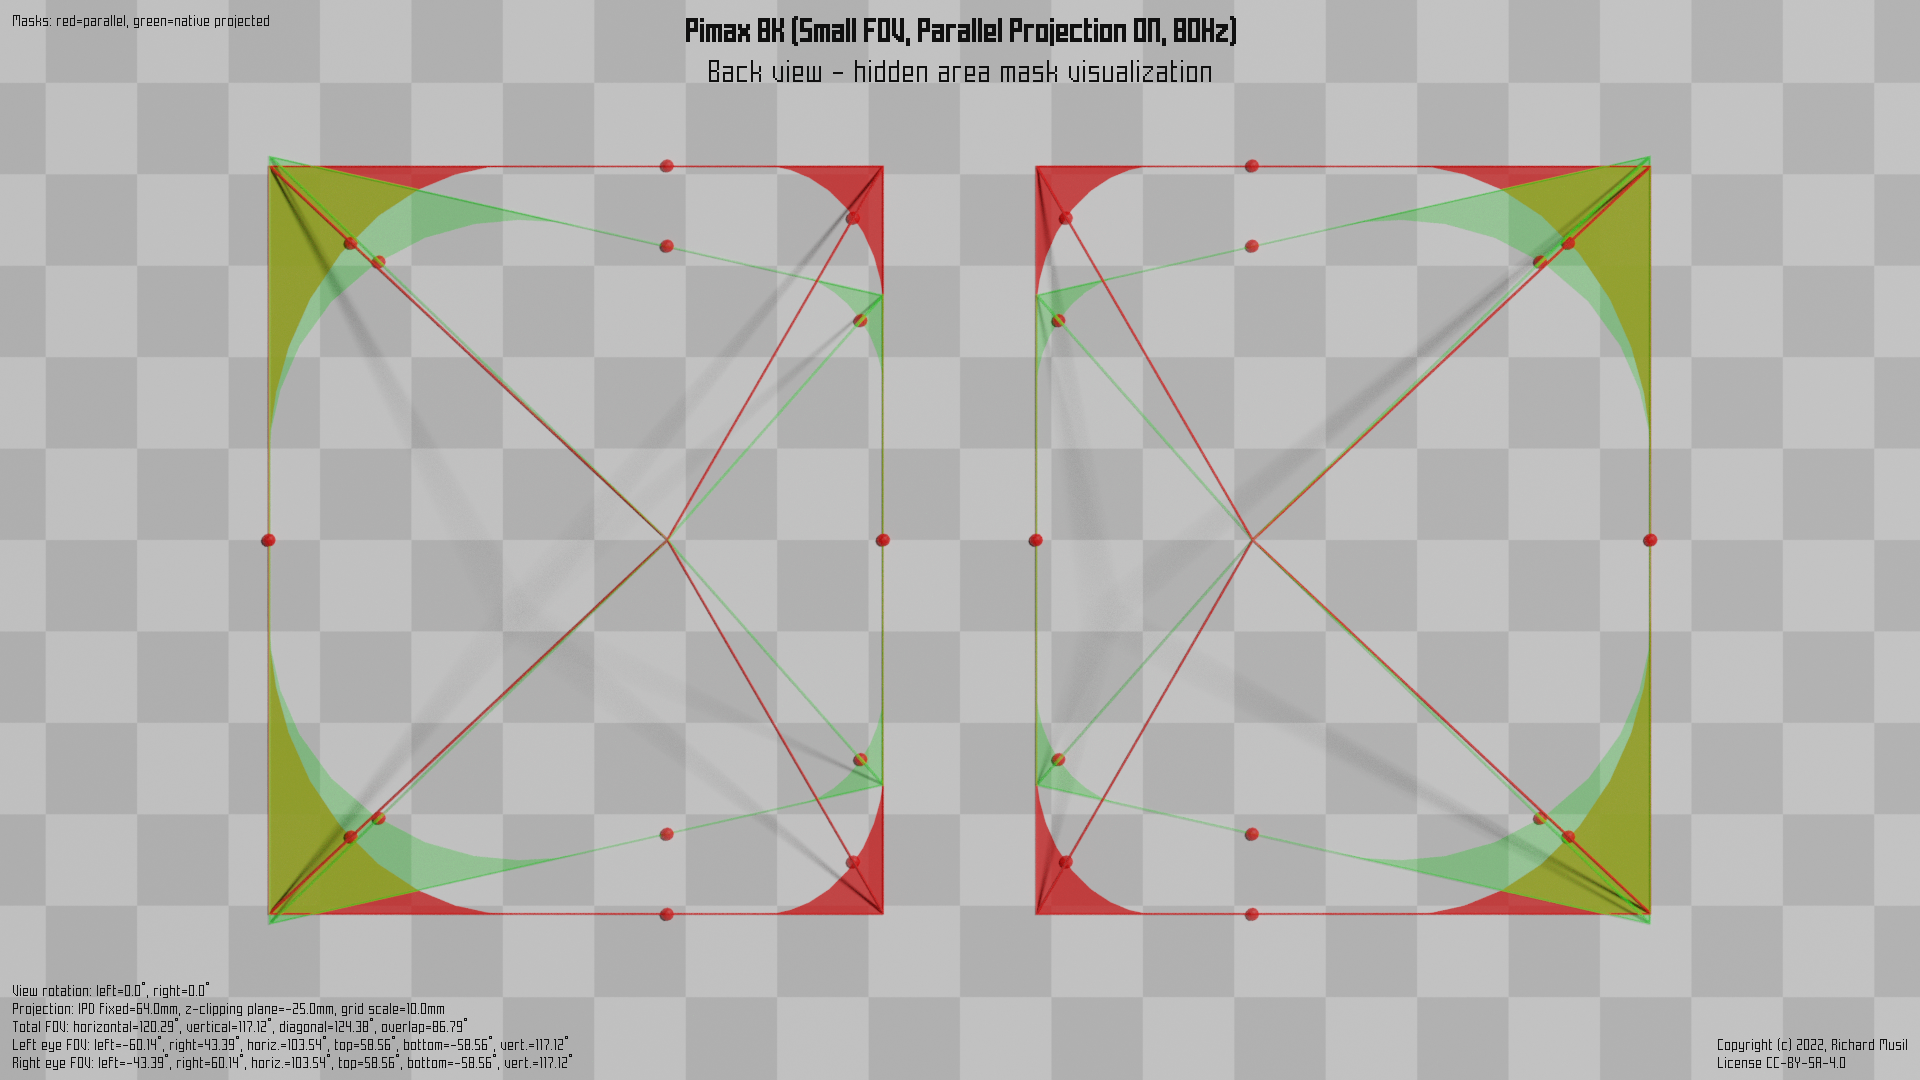 Masks: red=parallel, green=native projected
Pimax 8K (Small FOV, Parallel Projection ON, 80Hz)
Back view - hidden area mask visualization
View rotation: left=0.0°, right=0.0°
Projection: IPD fixed=64.0mm, z-clipping plane=-25.0mm, grid scale=10.0mm
Total FOV: horizontal=120.29°, vertical=117.12°, diagonal=124.38°, overlap=86.79°
Left eye FOV: left=-60.14°, right=43.39°, horiz.=103.54°, top=58.56°, bottom=-58.56°, vert.=117.12°
Right eye FOV: left=-43.39°, right=60.14°, horiz.=103.54°, top=58.56°, bottom=-58.56°, vert.=117.12°
Copyright (c) 2022, Richard Musil
License CC-BY-SA-4.0